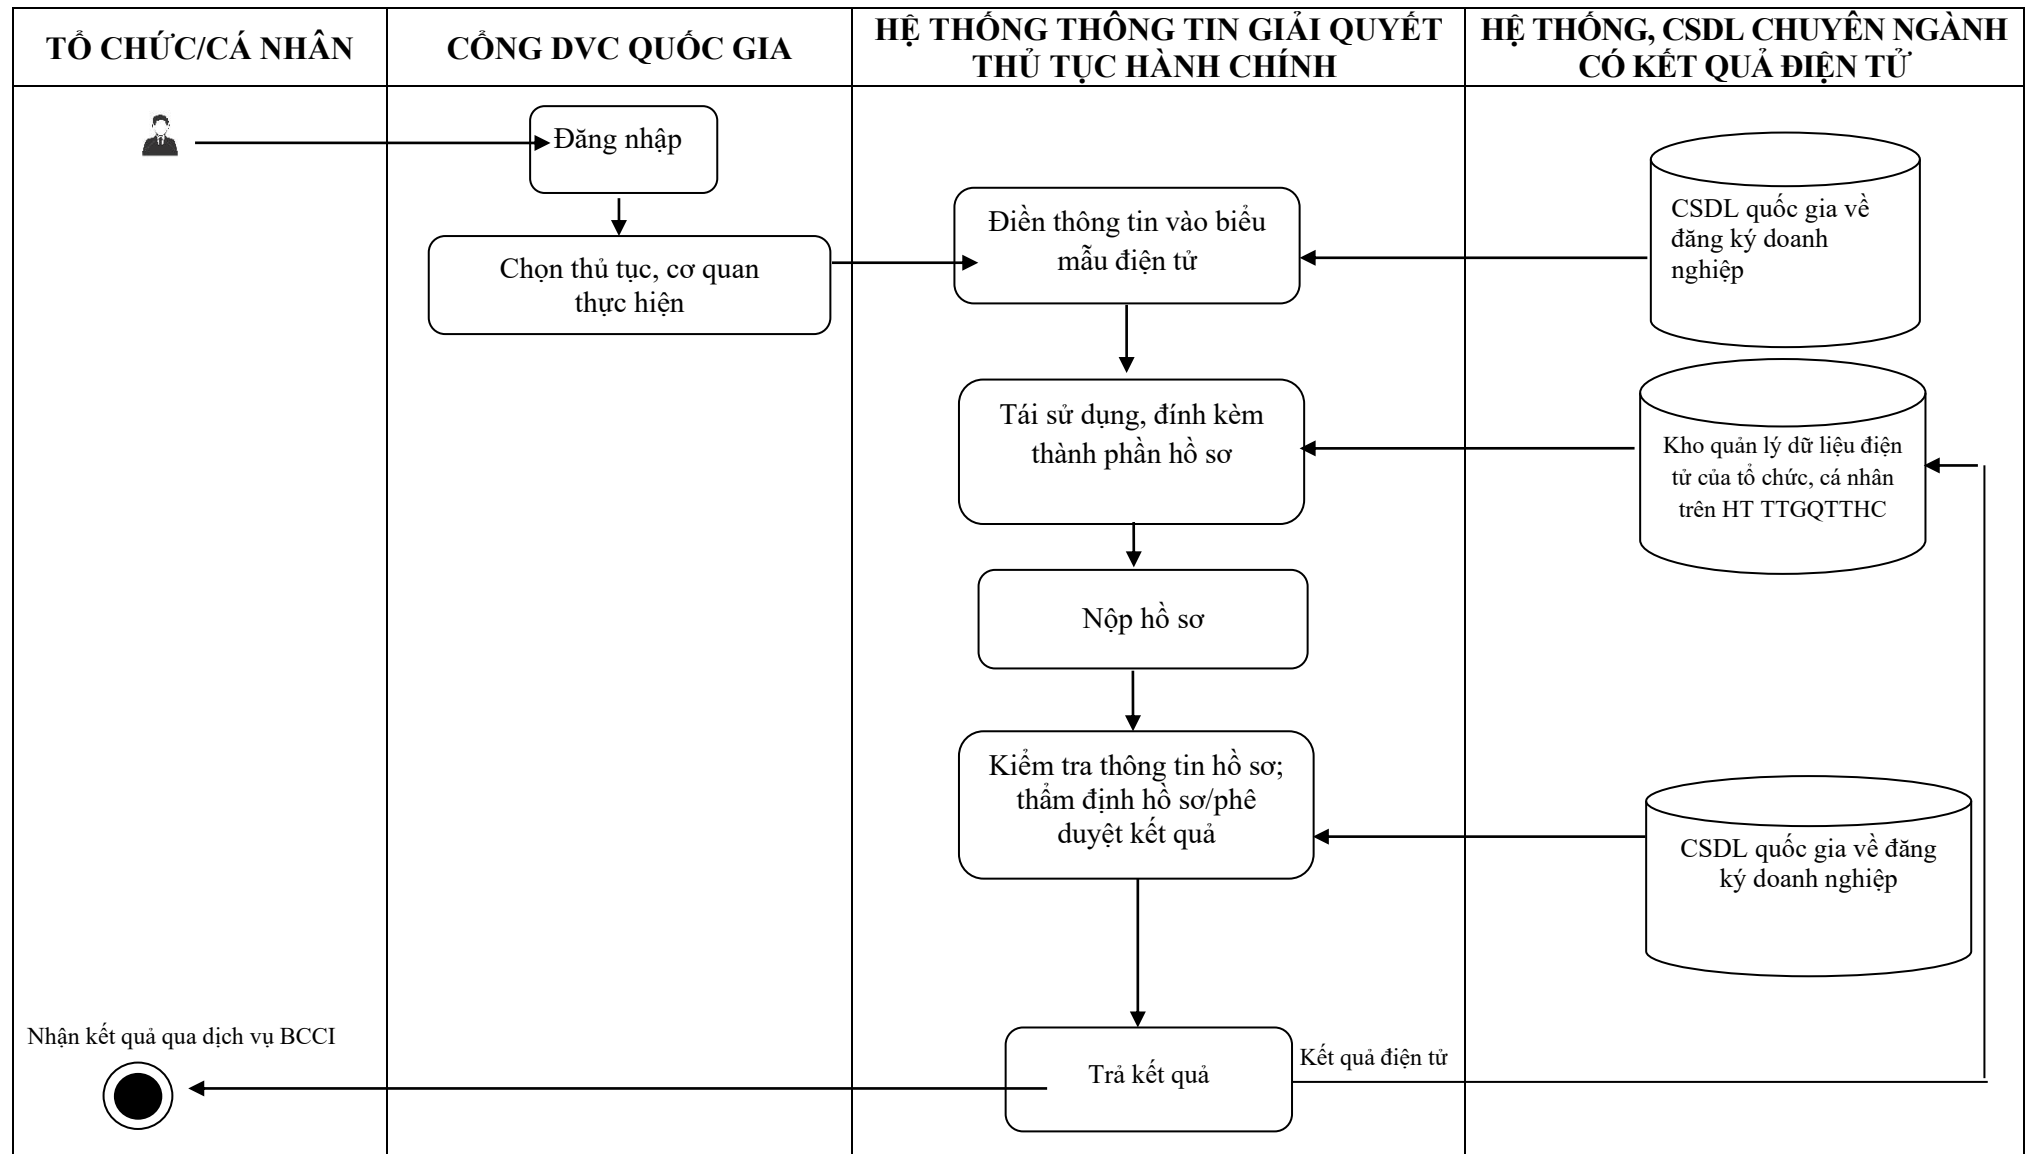 TỔ CHỨC/CÁ NHÂN
CỔNG DVC QUỐC GIA
HỆ THỐNG THÔNG TIN GIẢI QUYẾT
THỦ TỤC HÀNH CHÍNH
HỆ THỐNG, CSDL CHUYÊN NGÀNH
CÓ KẾT QUẢ ĐIỆN TỬ
Đăng nhập
Chọn thủ tục, cơ quan
thực hiện
Điền thông tin vào biểu
mẫu điện tử
CSDL quốc gia về
đăng ký doanh
nghiệp
Tái sử dụng, đính kèm
thành phần hồ sơ
Kho quản lý dữ liệu điện
tử của tổ chức, cá nhân
trên HT TTGQTTHC
Nộp hồ sơ
Kiểm tra thông tin hồ sơ;
thẩm định hồ sơ/phê
duyệt kết quả
CSDL quốc gia về đăng
ký doanh nghiệp
Nhận kết quả qua dịch vụ BCCI
Trả kết quả
Kết quả điện tử